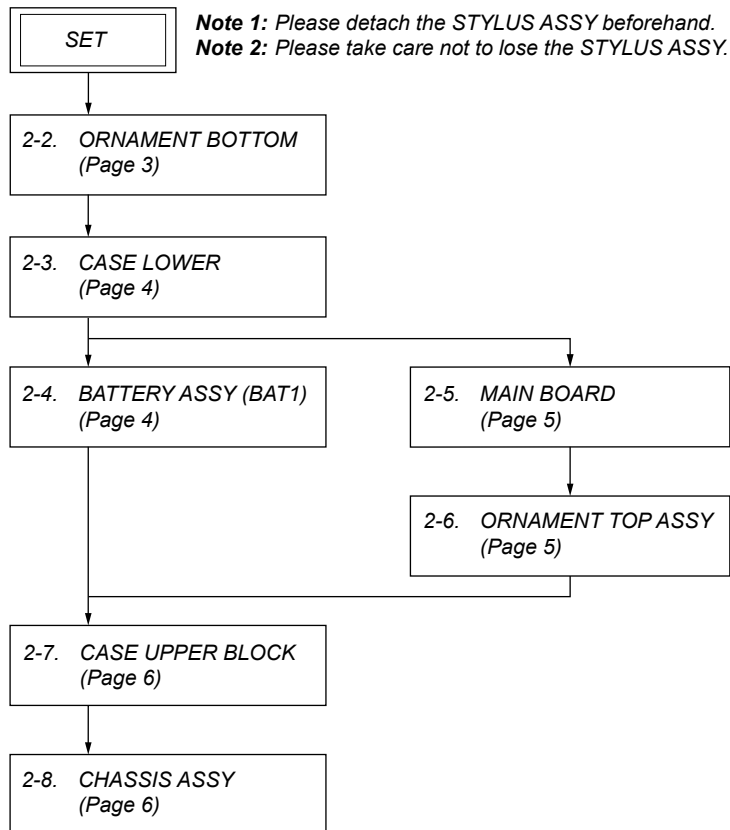 SET
Note 1: Please detach the STYLUS ASSY beforehand.
Note 2: Please take care not to lose the STYLUS ASSY.
2-2. ORNAMENT BOTTOM
(Page 3)
2-3. CASE LOWER
(Page 4)
2-4. BATTERY ASSY (BAT1)
(Page 4)
2-5. MAIN BOARD
(Page 5)
2-6. ORNAMENT TOP ASSY
(Page 5)
2-7. CASE UPPER BLOCK
(Page 6)
2-8. CHASSIS ASSY
(Page 6)